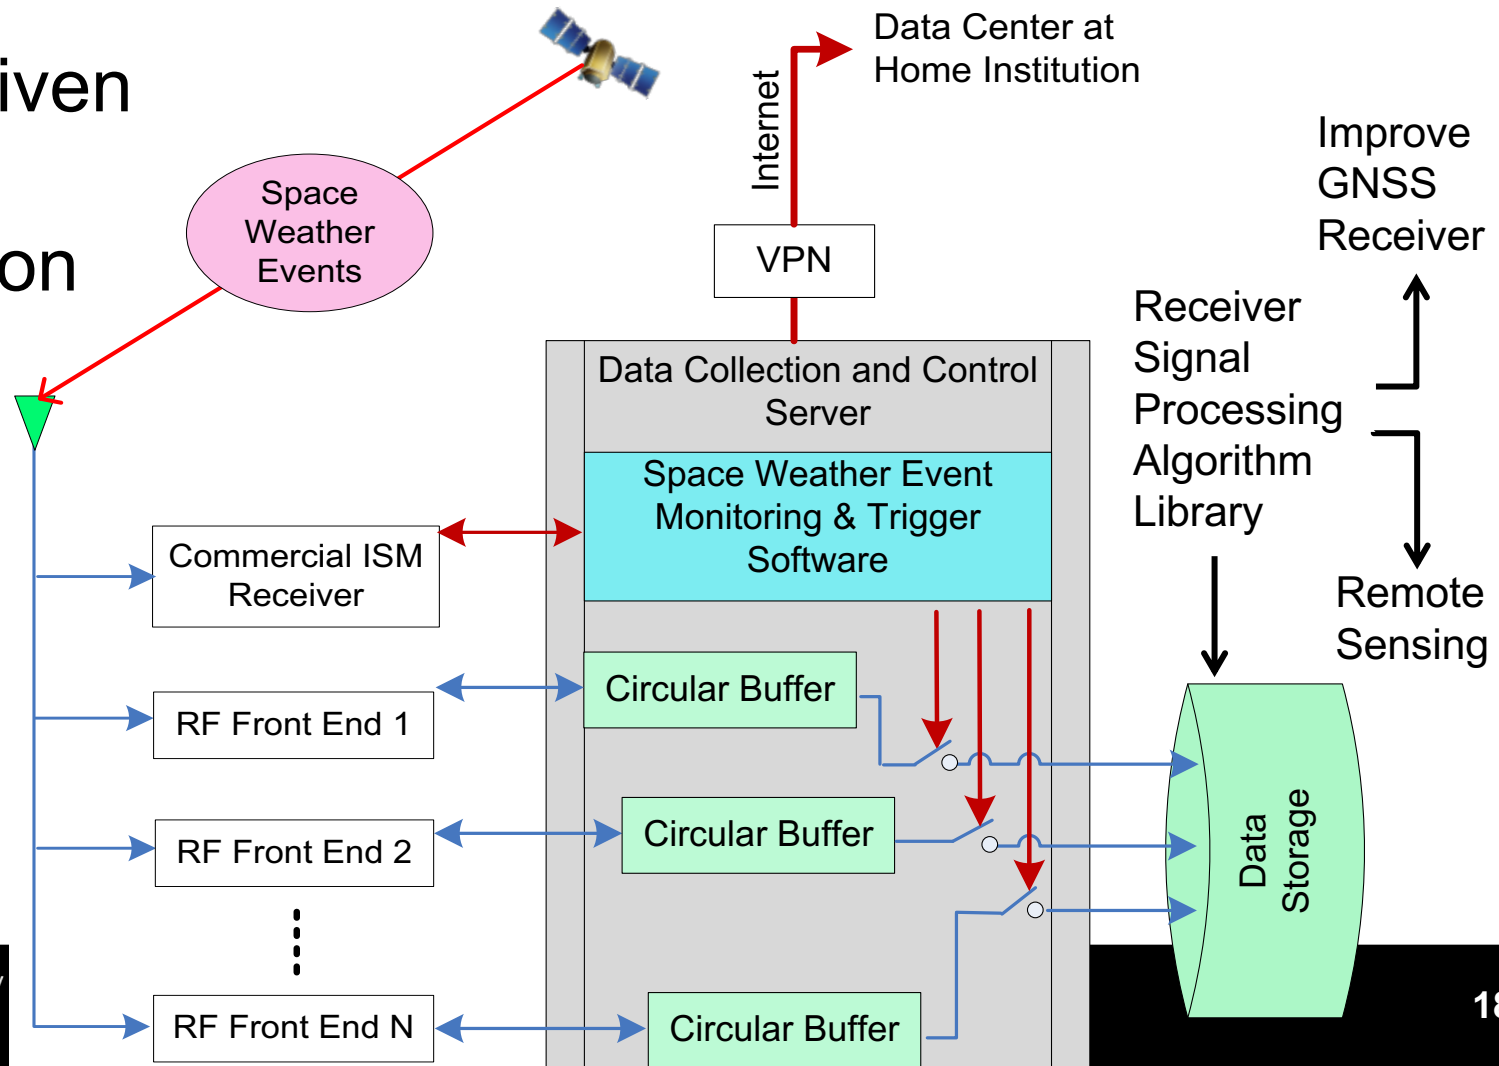 iven
on
Data Center at
Home Institution
Internet
VPN
Space
Weather
Events
Improve
GNSS
Receiver
Receiver
Signal
Processing
Algorithm
Library
Remote
Sensing
Data Collection and Control
Server
Space Weather Event
Monitoring & Trigger
Software
Commercial ISM
Receiver
RF Front End 1
RF Front End 2
RF Front End N
Circular Buffer
Circular Buffer
Circular Buffer
Data
Storage
18